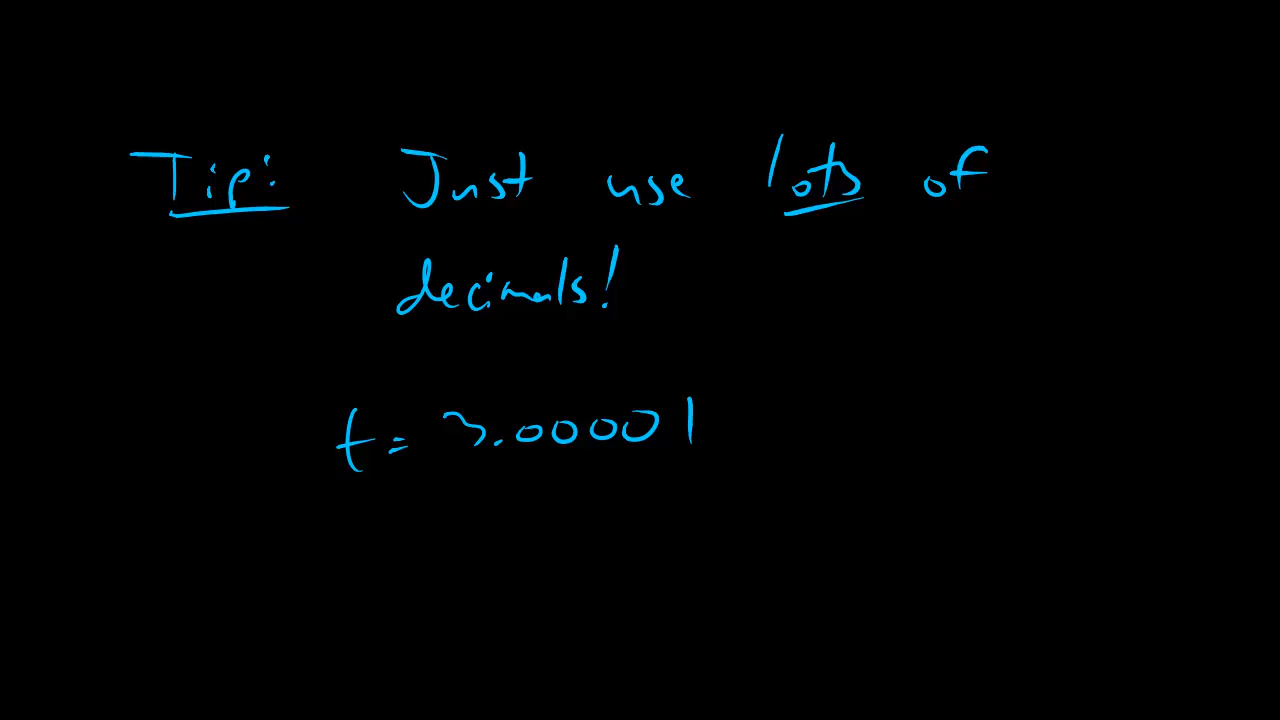 Tip: Just use lots of
decimals!
t = 3.00001